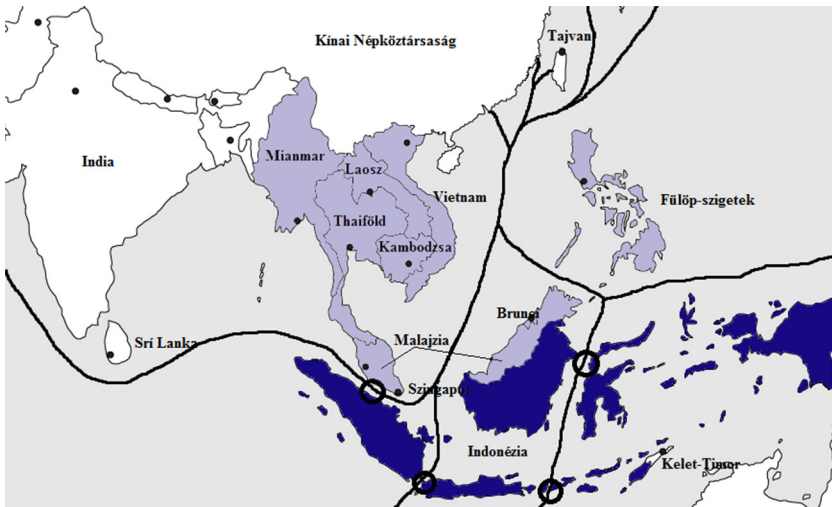 Kínai Népköztársaság
Tajvan
India
Mianmar
Laosz
Vietnam
Fülöp-szigetek
Thaiföld
Kambodzsa
Brunei
Srí Lanka
Malajzia
Szingapúr
Indonézia
Kelet-Timor